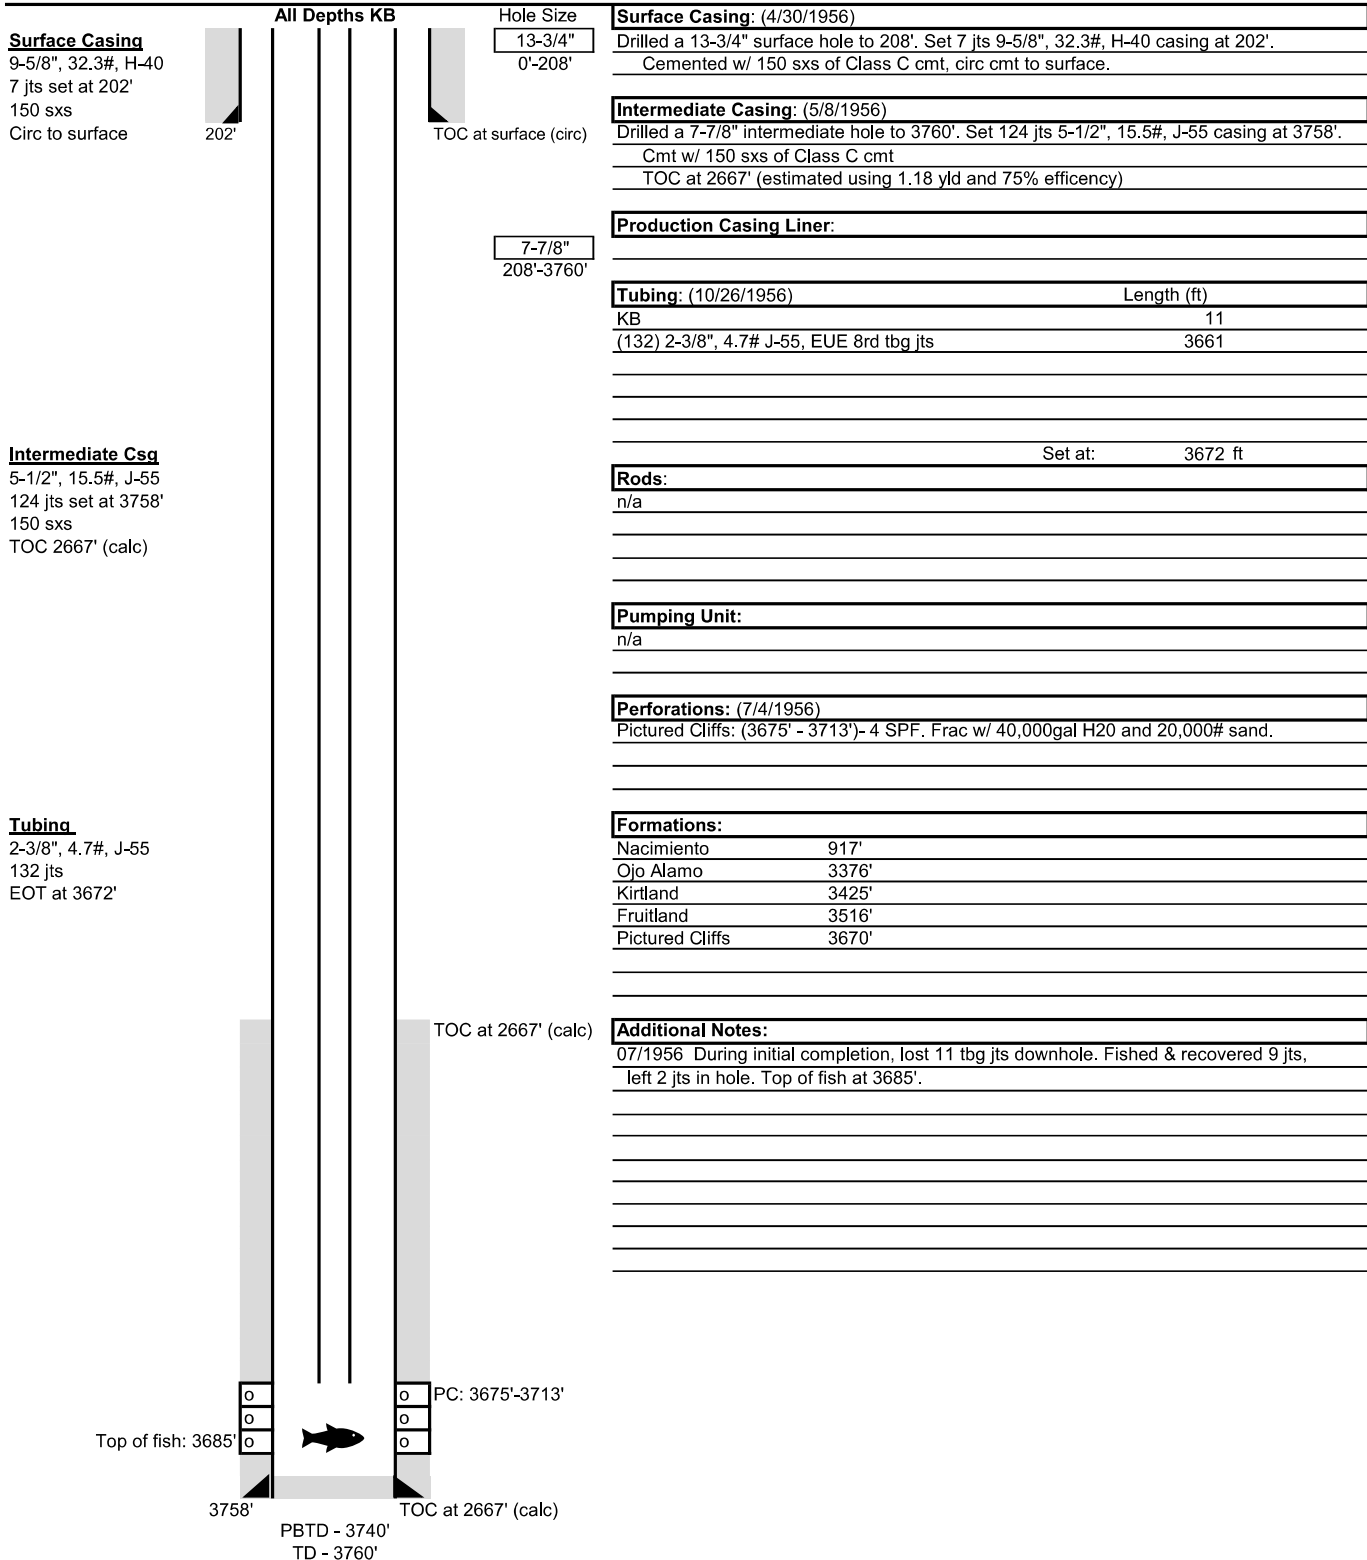 All Depths KB
Hole Size
Surface Casing
9-5/8", 32.3#, H-40
7 jts set at 202'
150 sxs
Circ to surface
202'
TOC at surface (circ)
13-3/4"
0'-208'
7-7/8"
208'-3760'
Intermediate Csg
5-1/2", 15.5#, J-55
124 jts set at 3758'
150 sxs
TOC 2667' (calc)
Tubing
2-3/8", 4.7#, J-55
132 jts
EOT at 3672'
TOC at 2667' (calc)
o
o
PC: 3675'-3713'
o
o
Top of fish: 3685'
o
o
3758'
TOC at 2667' (calc)
PBTD - 3740'
TD - 3760'
Surface Casing: (4/30/1956)
Drilled a 13-3/4" surface hole to 208'. Set 7 jts 9-5/8", 32.3#, H-40 casing at 202'.
Cemented w/ 150 sxs of Class C cmt, circ cmt to surface.
Intermediate Casing: (5/8/1956)
Drilled a 7-7/8" intermediate hole to 3760'. Set 124 jts 5-1/2", 15.5#, J-55 casing at 3758'.
Cmt w/ 150 sxs of Class C cmt
TOC at 2667' (estimated using 1.18 yld and 75% efficency)
Production Casing Liner:
Tubing: (10/26/1956) Length (ft)
KB 11
(132) 2-3/8", 4.7# J-55, EUE 8rd tbg jts 3661
Set at: 3672 ft
Rods:
n/a
Pumping Unit:
n/a
Perforations: (7/4/1956)
Pictured Cliffs: (3675' - 3713')- 4 SPF. Frac w/ 40,000gal H20 and 20,000# sand.
Formations:
Nacimiento 917'
Ojo Alamo 3376'
Kirtland 3425'
Fruitland 3516'
Pictured Cliffs 3670'
Additional Notes:
07/1956 During initial completion, lost 11 tbg jts downhole. Fished & recovered 9 jts,
left 2 jts in hole. Top of fish at 3685'.